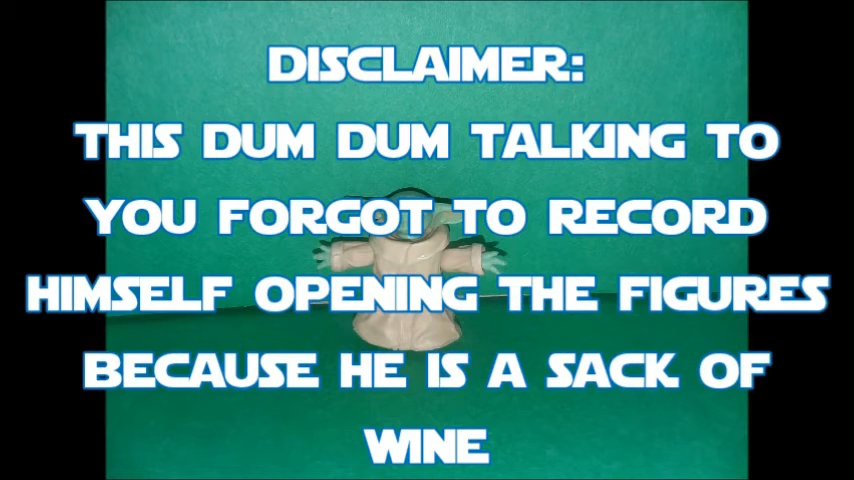 DISCLAIMER:
THIS DUM DUM TALKING TO
YOU FORGOT TO RECORD
HIMSELF OPENING THE FIGURES
BECAUSE HE IS A SACK OF
WINE